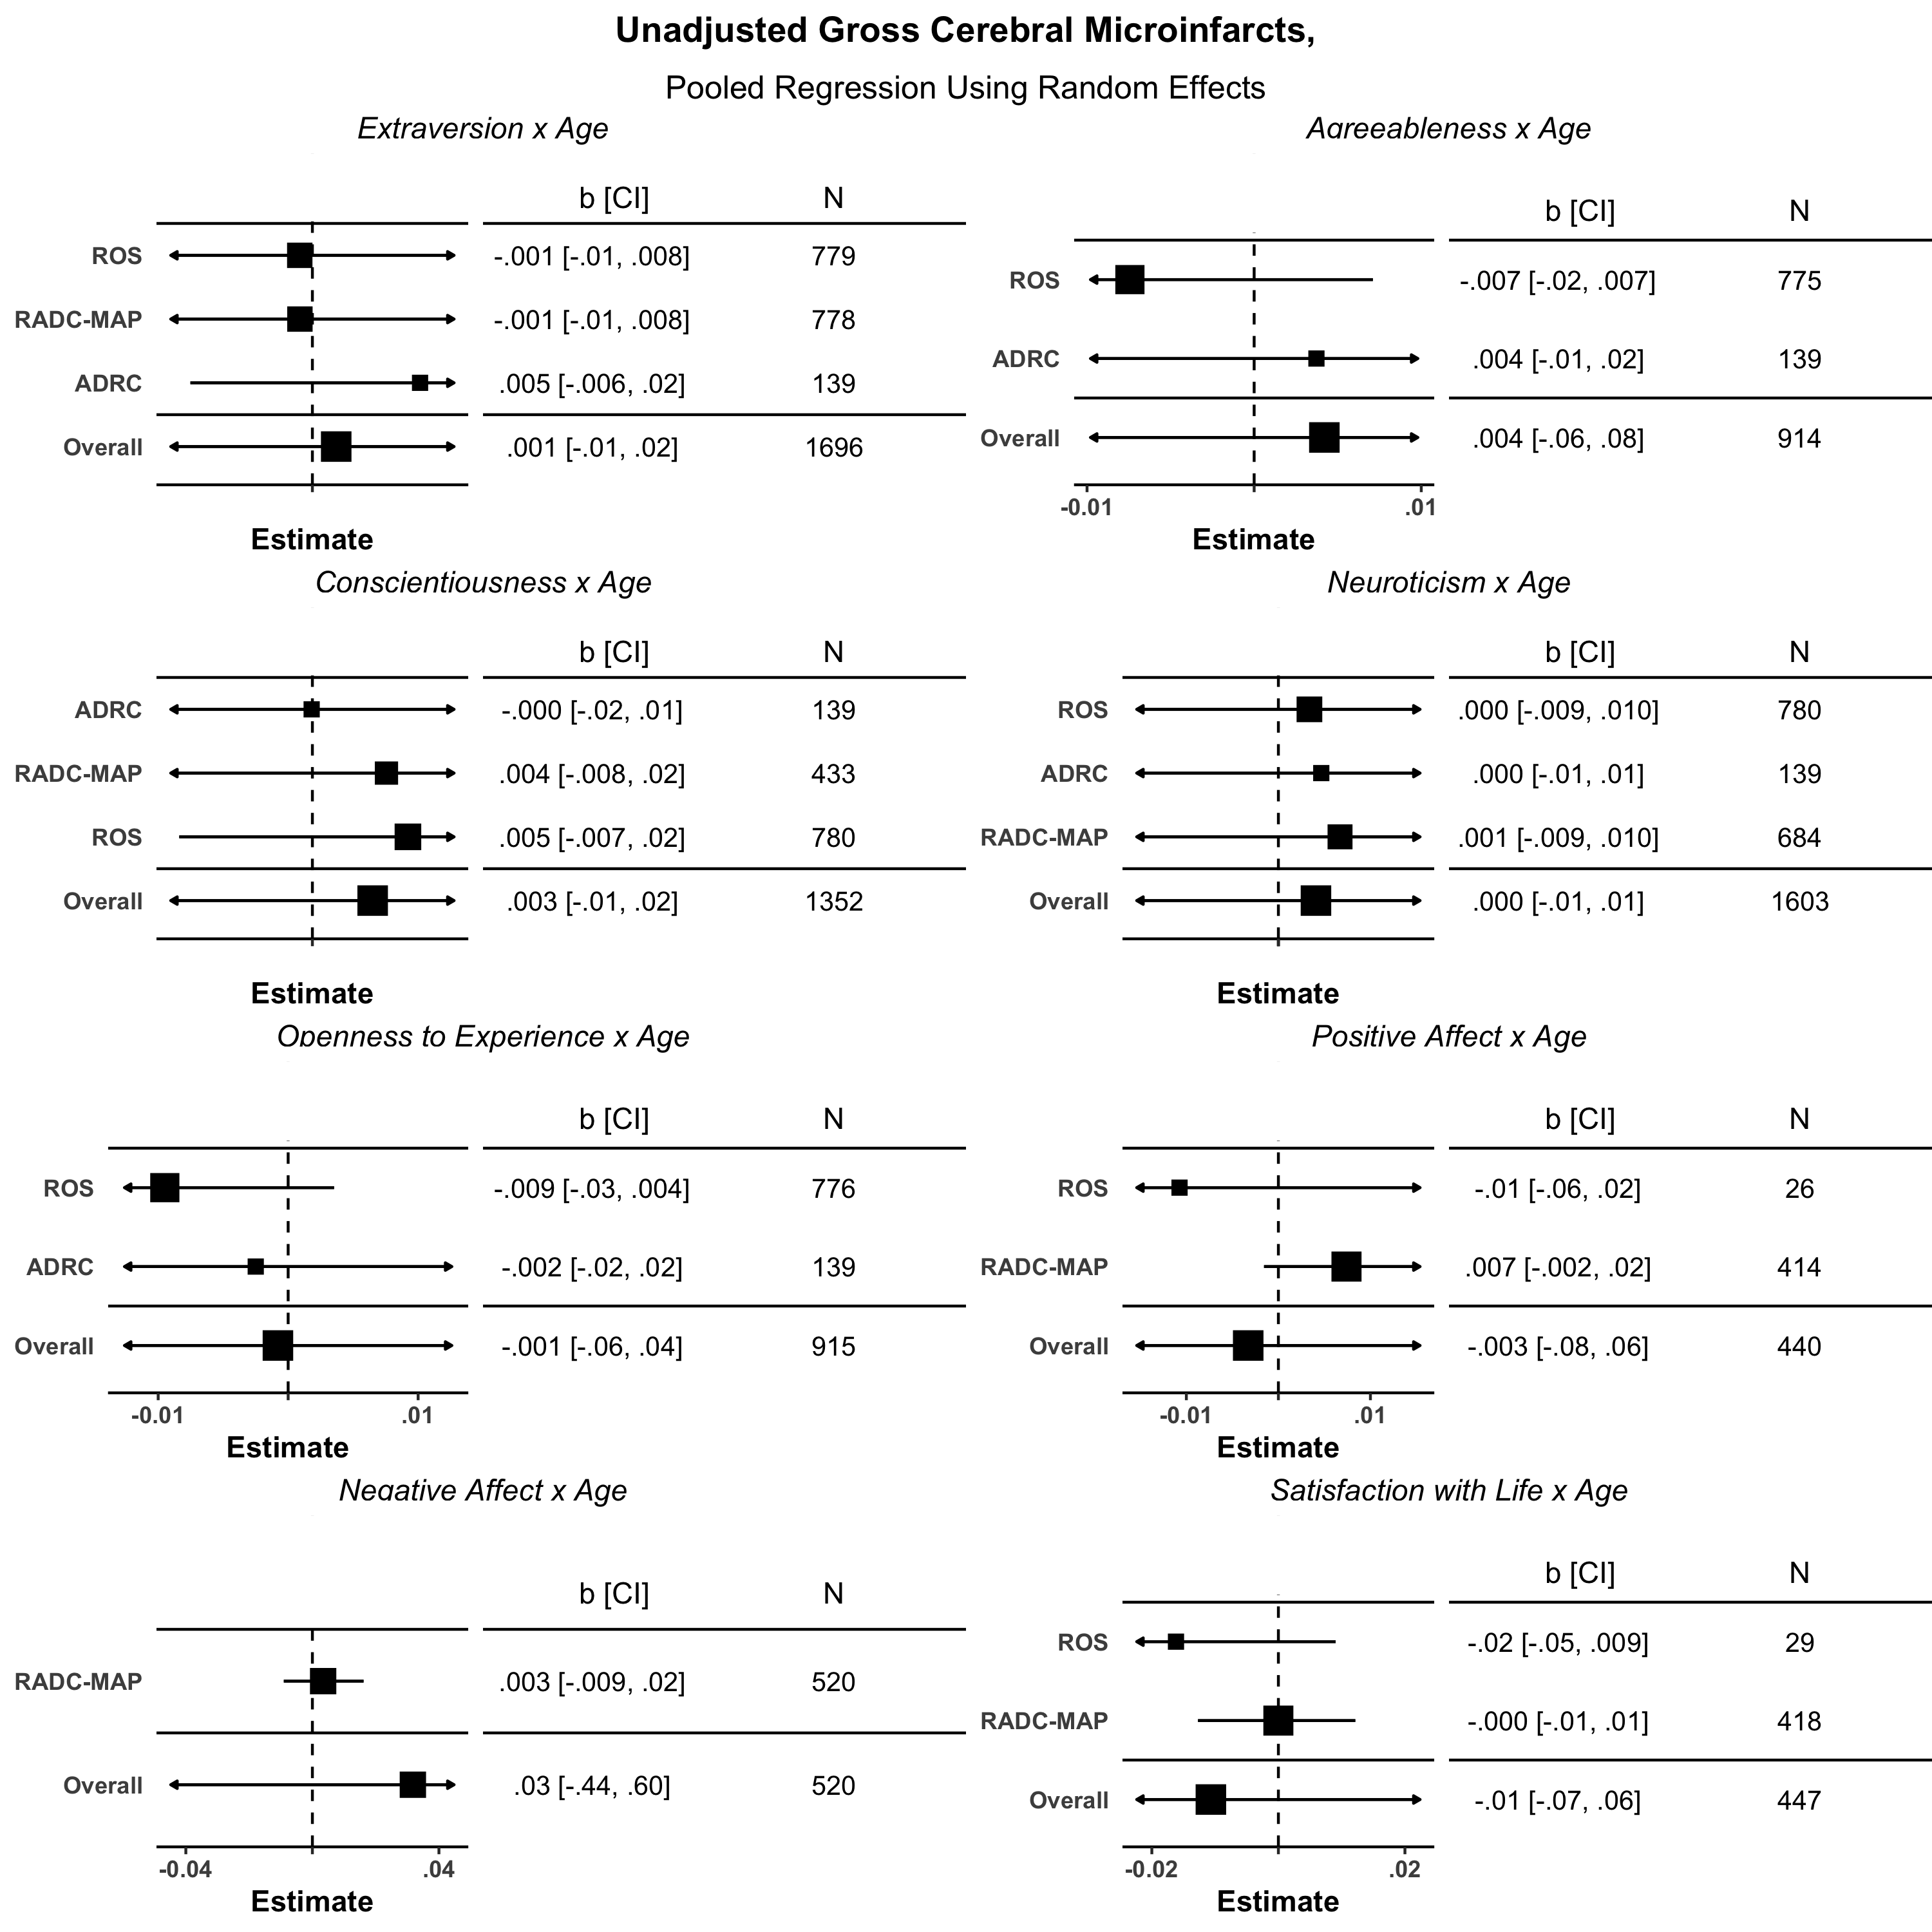 Unadjusted Gross Cerebral Microinfarcts,
Pooled Regression Using Random Effects
Extraversion x Age
b [CI] N
ROS -.001 [-.01, .008] 779
RADC-MAP -.001 [-.01, .008] 778
ADRC .005 [-.006, .02] 139
Overall .001 [-.01, .02] 1696
Estimate
Agreeableness x Age
b [CI] N
ROS -.007 [-.02, .007] 775
ADRC .004 [-.01, .02] 139
Overall .004 [-.06, .08] 914
-0.01 .01
Estimate
Conscientiousness x Age
b [CI] N
ADRC -.000 [-.02, .01] 139
RADC-MAP .004 [-.008, .02] 433
ROS .005 [-.007, .02] 780
Overall .003 [-.01, .02] 1352
Estimate
Neuroticism x Age
b [CI] N
ROS .000 [-.009, .010] 780
ADRC .000 [-.01, .01] 139
RADC-MAP .001 [-.009, .010] 684
Overall .000 [-.01, .01] 1603
Estimate
Openness to Experience x Age
b [CI] N
ROS -.009 [-.03, .004] 776
ADRC -.002 [-.02, .02] 139
Overall -.001 [-.06, .04] 915
-0.01 .01
Estimate
Positive Affect x Age
b [CI] N
ROS -.01 [-.06, .02] 26
RADC-MAP .007 [-.002, .02] 414
Overall -.003 [-.08, .06] 440
-0.01 .01
Estimate
Negative Affect x Age
b [CI] N
RADC-MAP .003 [-.009, .02] 520
Overall .03 [-.44, .60] 520
-0.04 .04
Estimate
Satisfaction with Life x Age
b [CI] N
ROS -.02 [-.05, .009] 29
RADC-MAP -.000 [-.01, .01] 418
Overall -.01 [-.07, .06] 447
-0.02 .02
Estimate